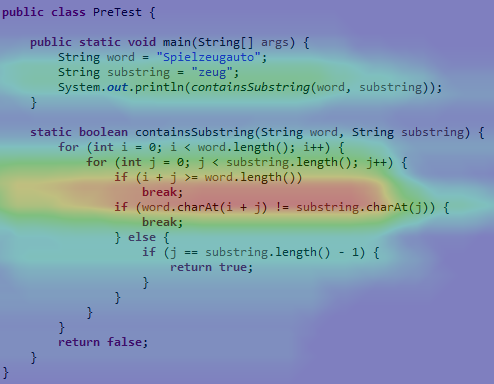 public class PreTest {
    public static void main(String[] args) {
        String word = "Spielzeugauto";
        String substring = "zeug";
        System.out.println(containsSubstring(word, substring));
    }
    static boolean containsSubstring(String word, String substring) {
        for (int i = 0; i < word.length(); i++) {
            for (int j = 0; j < substring.length(); j++) {
                if (i + j >= word.length())
                    break;
                if (word.charAt(i + j) != substring.charAt(j)) {
                    break;
                } else {
                    if (j == substring.length() - 1) {
                        return true;
                    }
                }
            }
        }
        return false;
    }
}